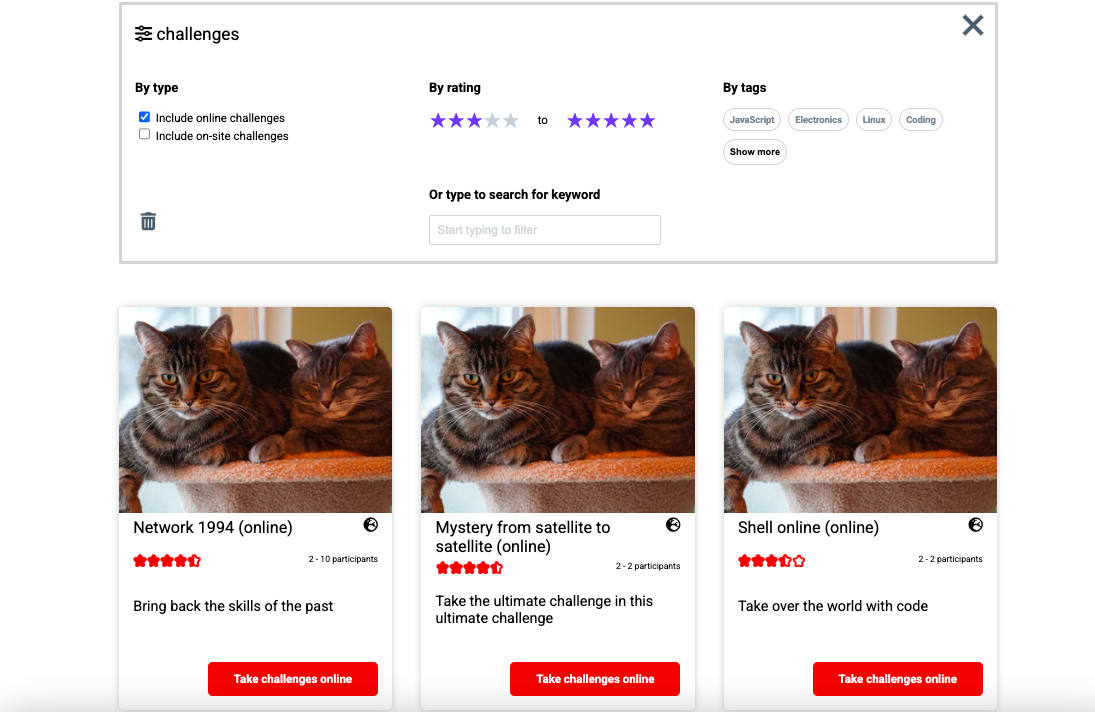 challenges
By type
Include online challenges
Include on-site challenges
By rating
to
By tags
JavaScript Electronics Linux Coding
Show more
Or type to search for keyword
Start typing to filter
Network 1994 (online)
2 - 10 participants
Bring back the skills of the past
Take challenges online
Mystery from satellite to
satellite (online)
2 - 2 participants
Take the ultimate challenge in this
ultimate challenge
Take challenges online
Shell online (online)
2 - 2 participants
Take over the world with code
Take challenges online